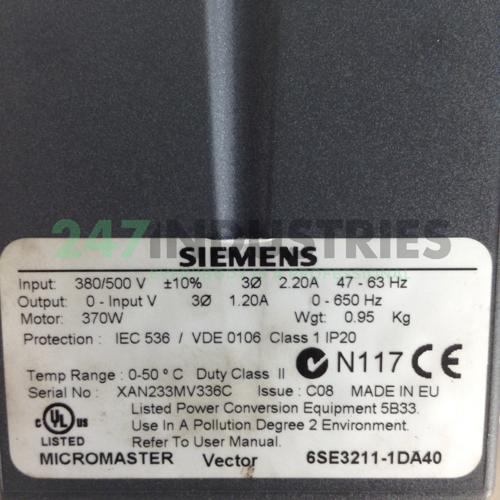 247INDUSTRIES
SIEMENS
Input: 380/500 V ±10% 3Ø 2.20A 47 - 63 Hz
Output: 0 - Input V 3Ø 1.20A 0 - 650 Hz
Motor: 370W Wgt: 0.95 Kg
Protection : IEC 536 / VDE 0106 Class 1 IP20
N117 CE
Temp Range : 0-50 ° C Duty Class II
Serial No : XAN233MV336C Issue : C08 MADE IN EU
c UL us LISTED
Listed Power Conversion Equipment 5B33.
Use In A Pollution Degree 2 Environment.
Refer To User Manual.
MICROMASTER Vector 6SE3211-1DA40